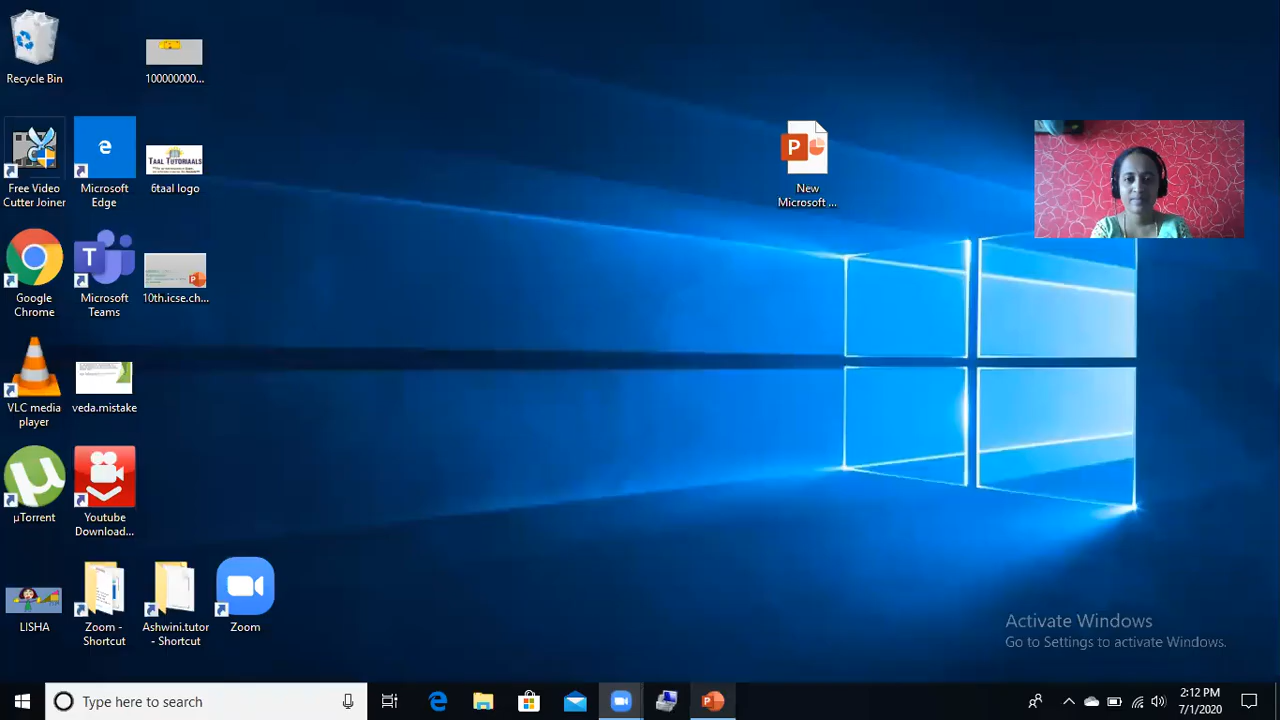 Recycle Bin
100000000...
Free Video
Cutter Joiner
Microsoft
Edge
TAAL TUTORIAALS
6taal logo
New
Microsoft ...
Google
Chrome
Microsoft
Teams
10th.icse.ch...
VLC media
player
veda.mistake
µTorrent
Youtube
Download...
LISHA
Zoom -
Shortcut
Ashwini.tutor
- Shortcut
Zoom
Activate Windows
Go to Settings to activate Windows.
Type here to search
2:12 PM
7/1/2020